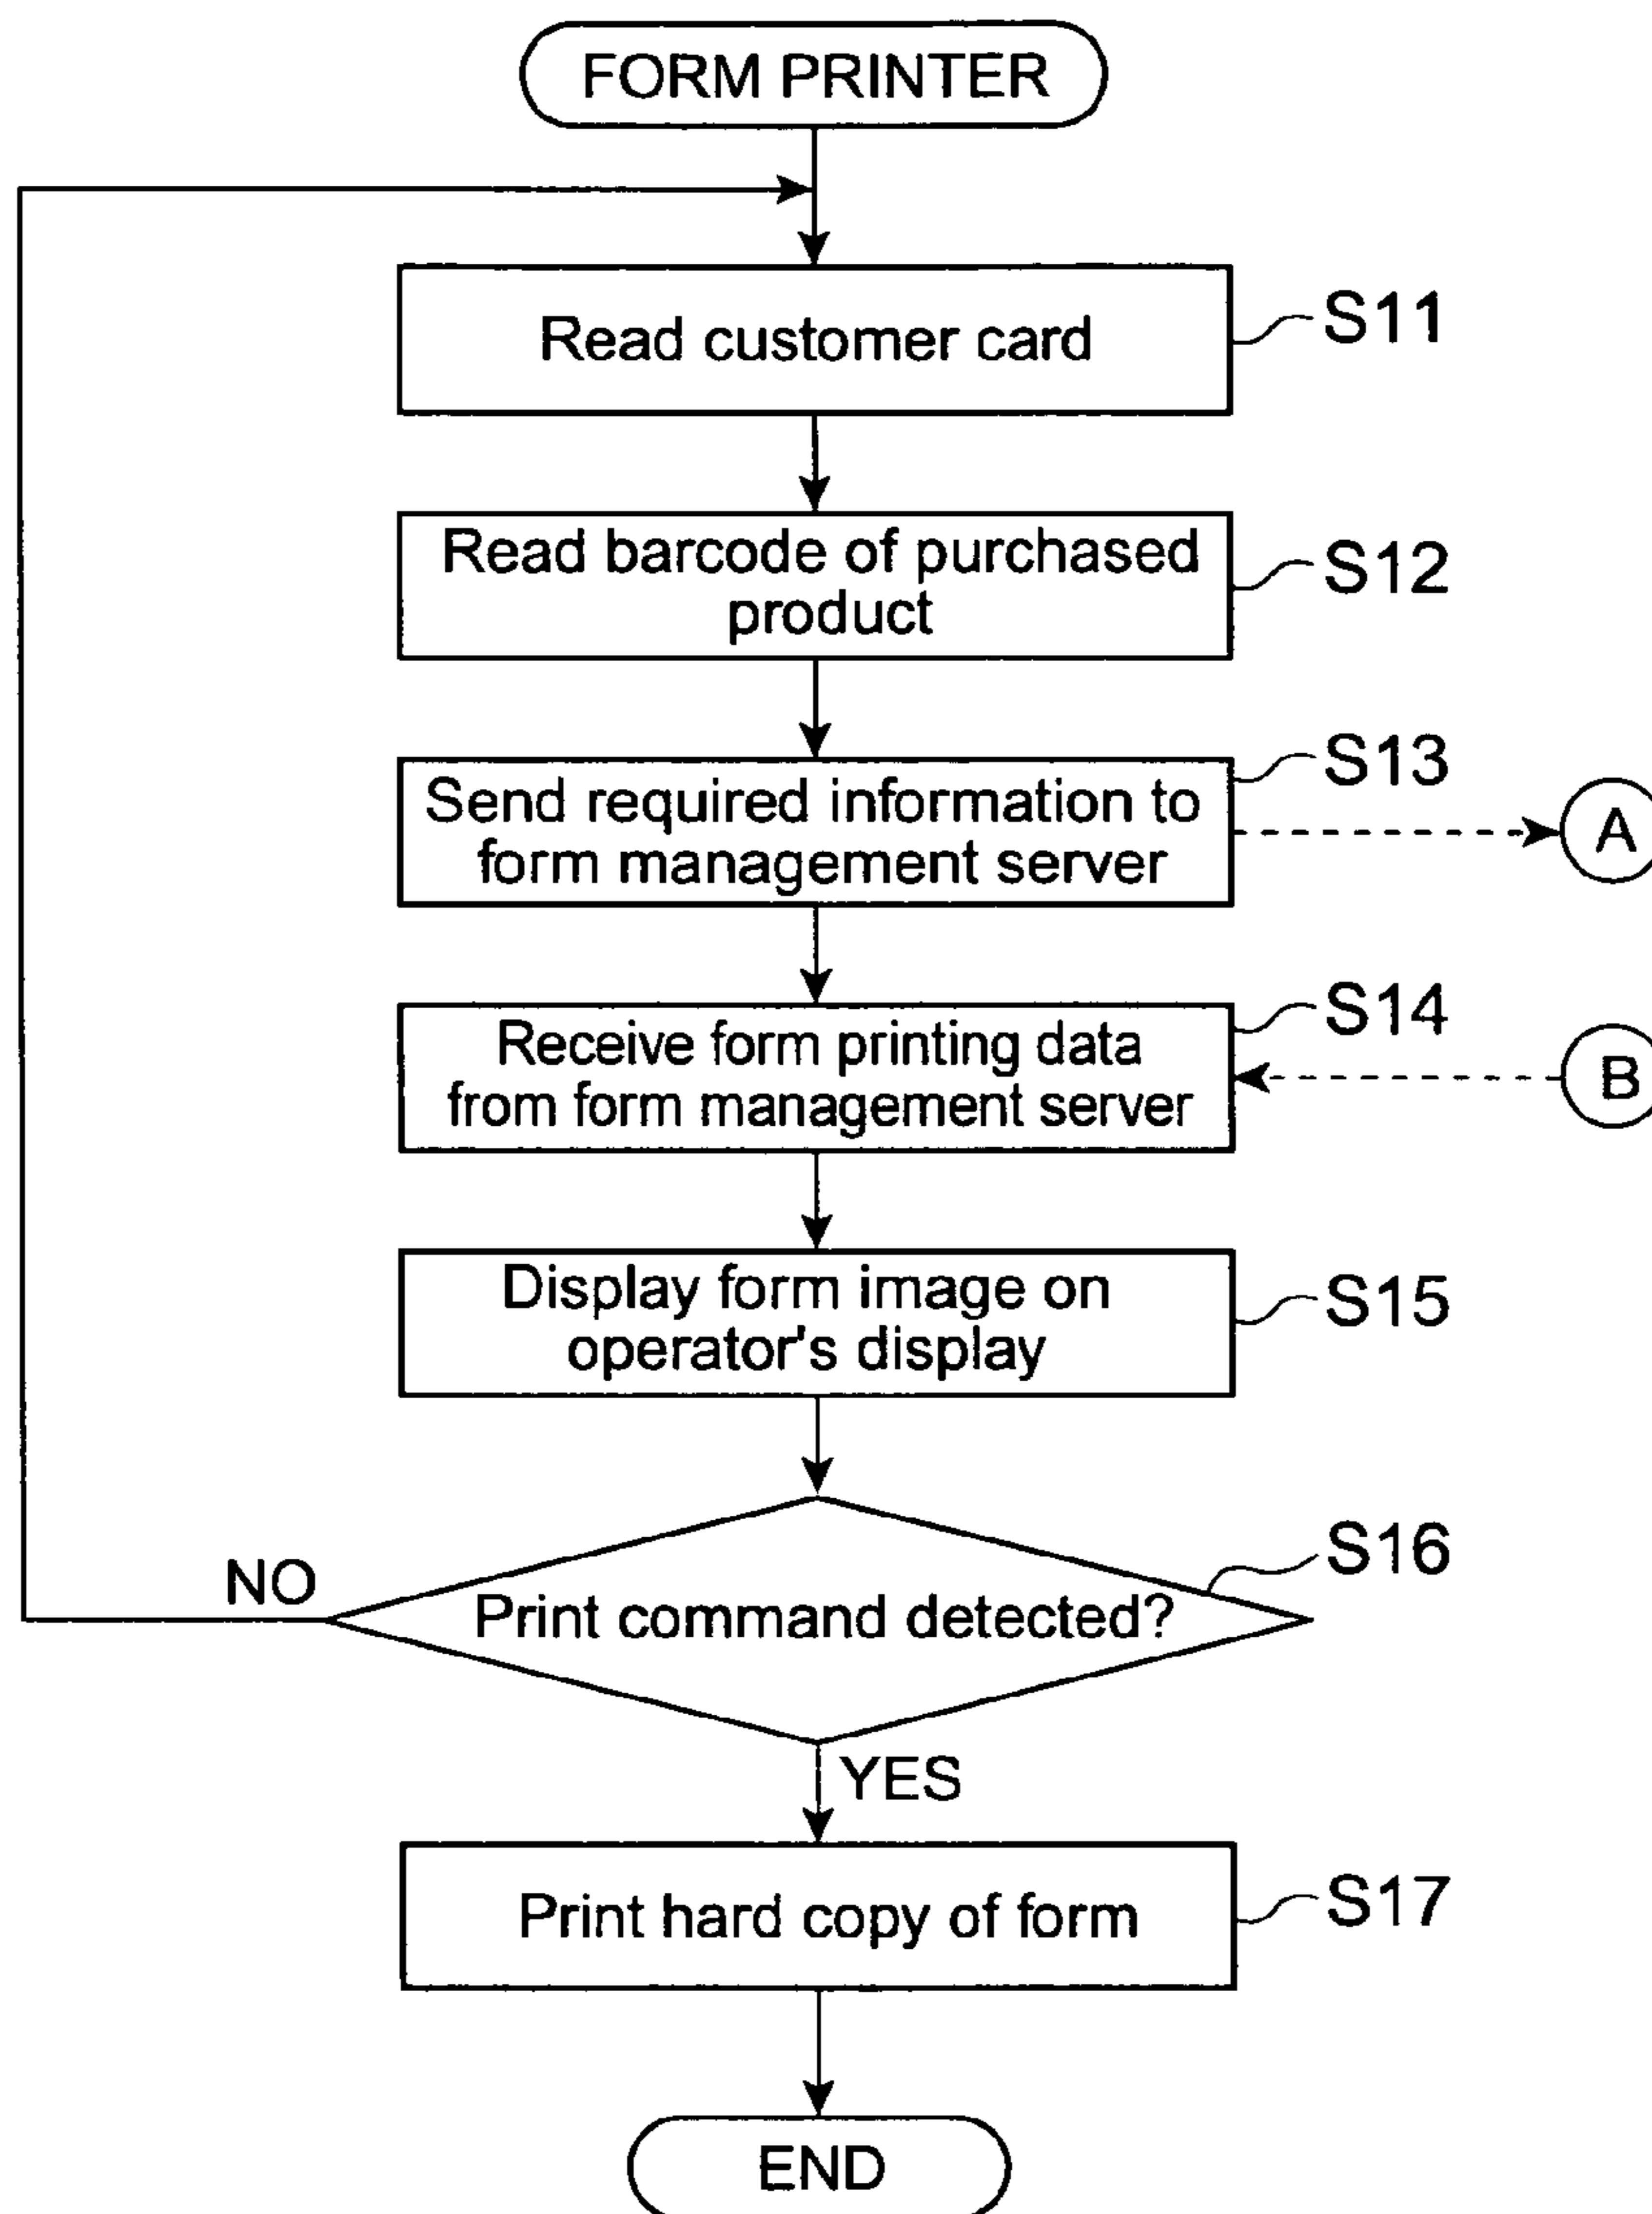 FORM PRINTER
Read customer card
S11
Read barcode of purchased
product
S12
Send required information to
form management server
S13
A
Receive form printing data
from form management server
S14
B
Display form image on
operator's display
S15
Print command detected?
S16
NO
YES
Print hard copy of form
S17
END